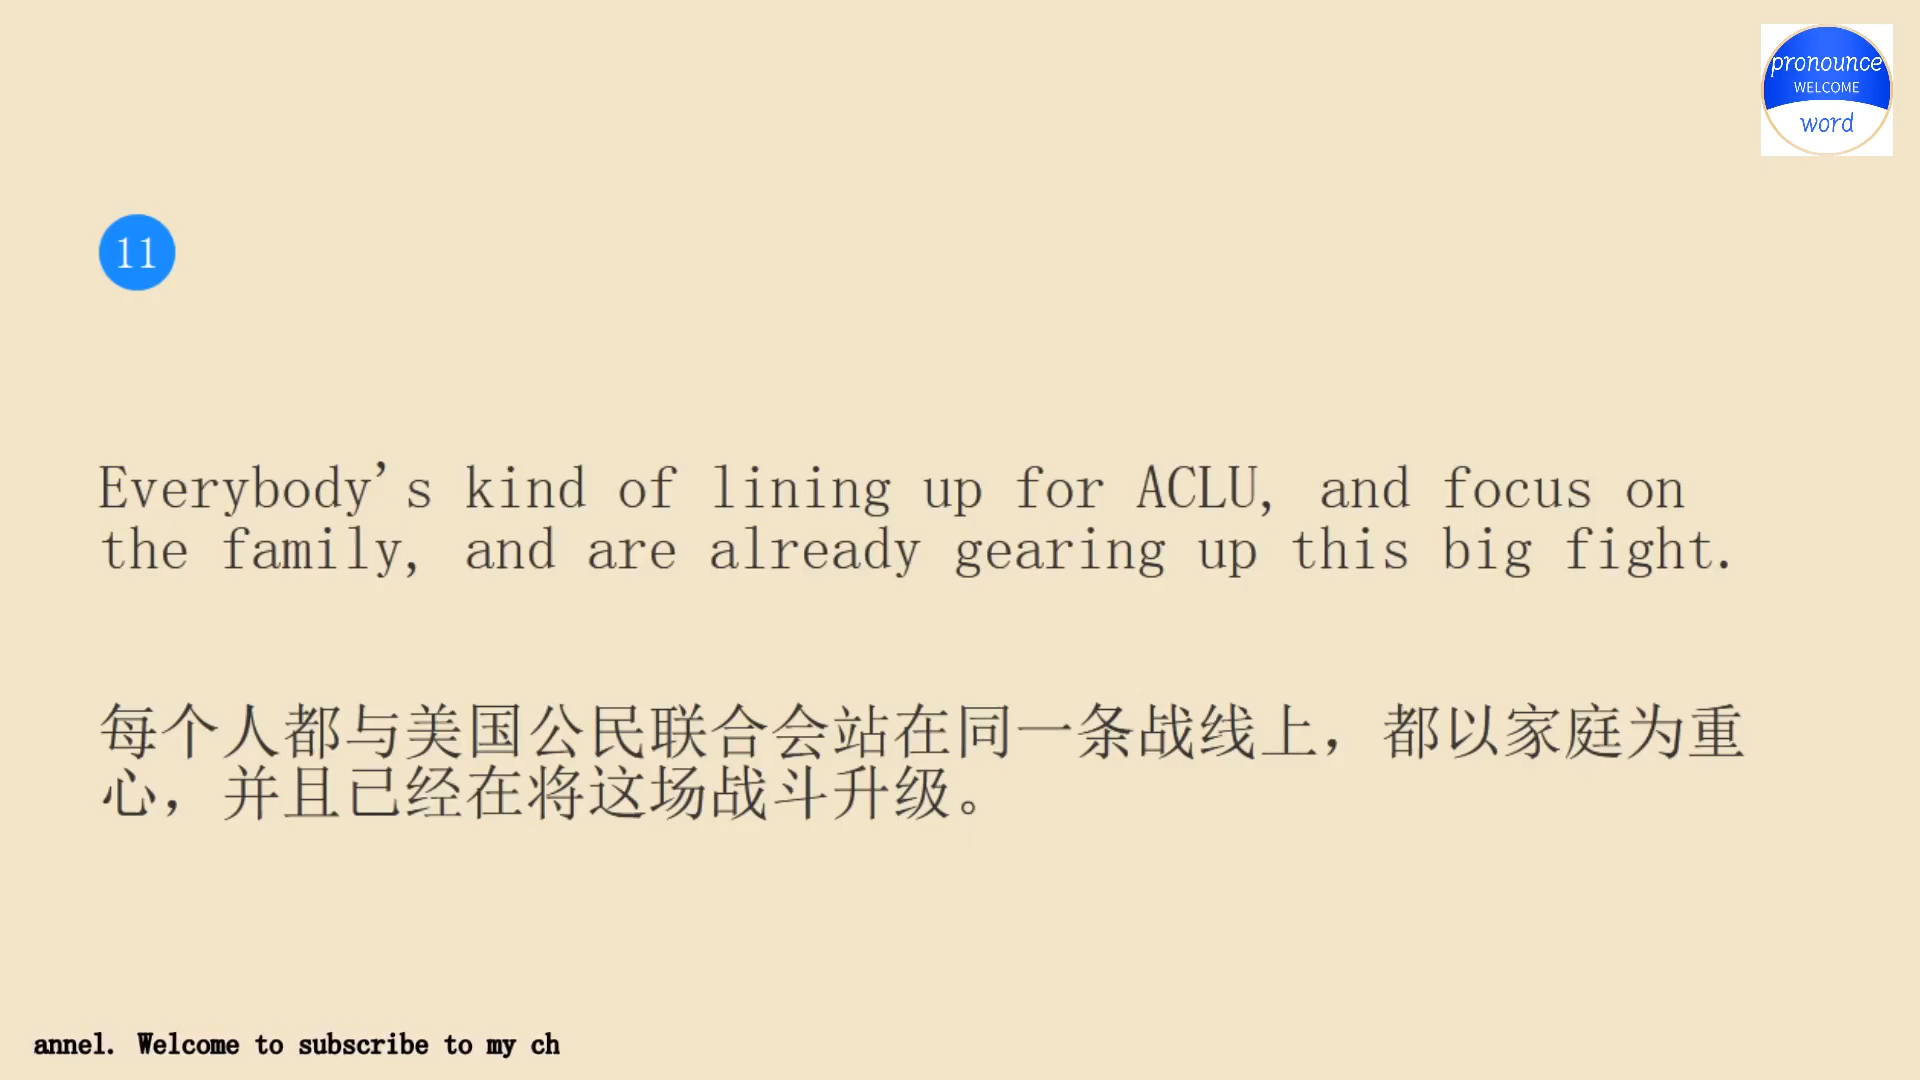 pronounce
WELCOME
word
11
Everybody's kind of lining up for ACLU, and focus on
the family, and are already gearing up this big fight.
每个人都与美国公民联合会站在同一条战线上，都以家庭为重
心，并且已经在将这场战斗升级。
annel. Welcome to subscribe to my ch